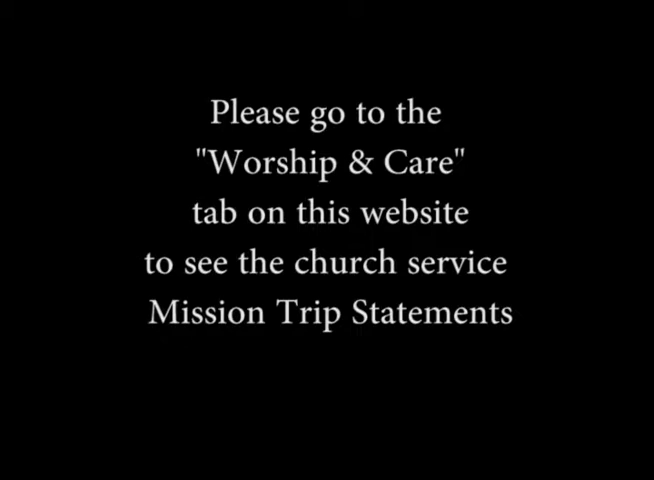 Please go to the
"Worship & Care"
tab on this website
to see the church service
Mission Trip Statements